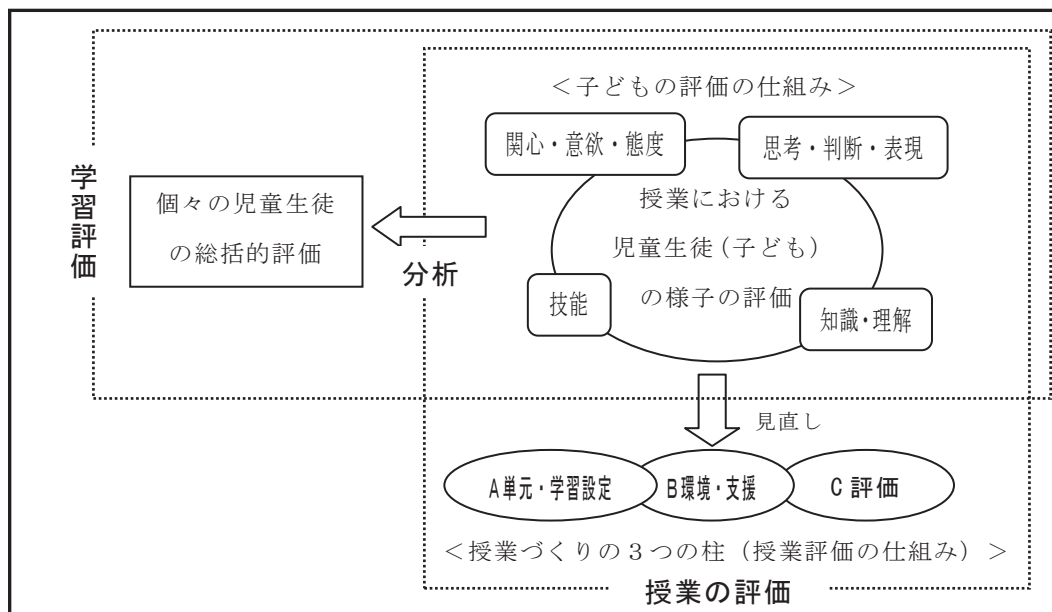 ＜子どもの評価の仕組み＞
関心・意欲・態度
思考・判断・表現
学習評価
個々の児童生徒
の総括的評価
分析
授業における
児童生徒（子ども）
の様子の評価
技能
知識・理解
見直し
A単元・学習設定
B環境・支援
C評価
＜授業づくりの３つの柱（授業評価の仕組み）＞
授業の評価